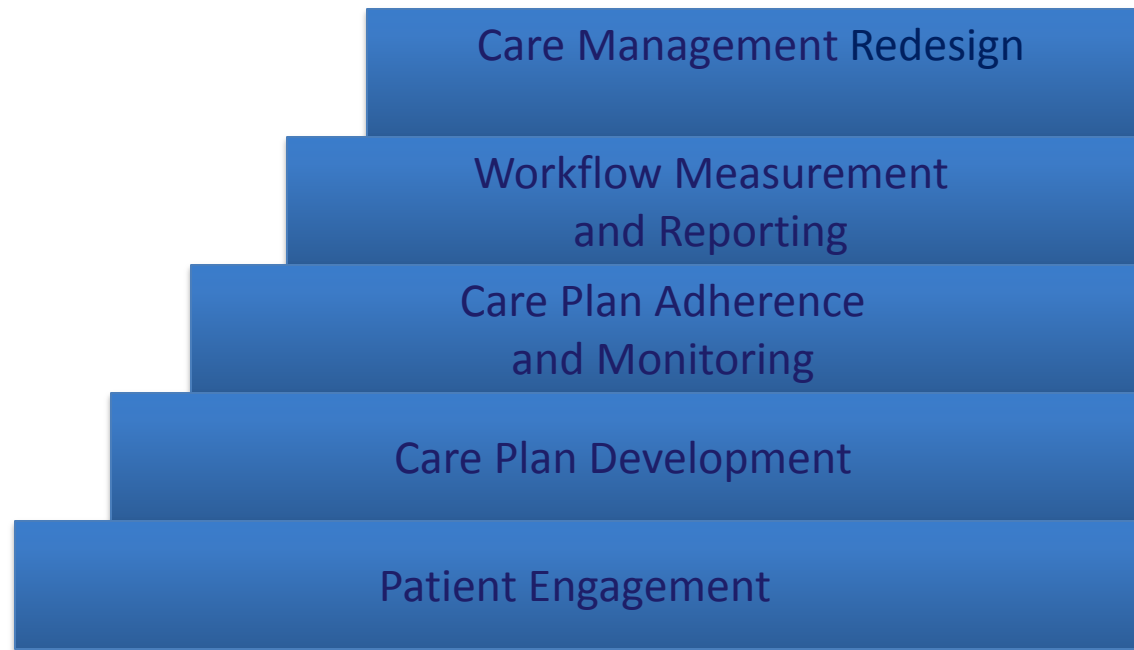 Care Management Redesign
Workflow Measurement
and Reporting
Care Plan Adherence
and Monitoring
Care Plan Development
Patient Engagement